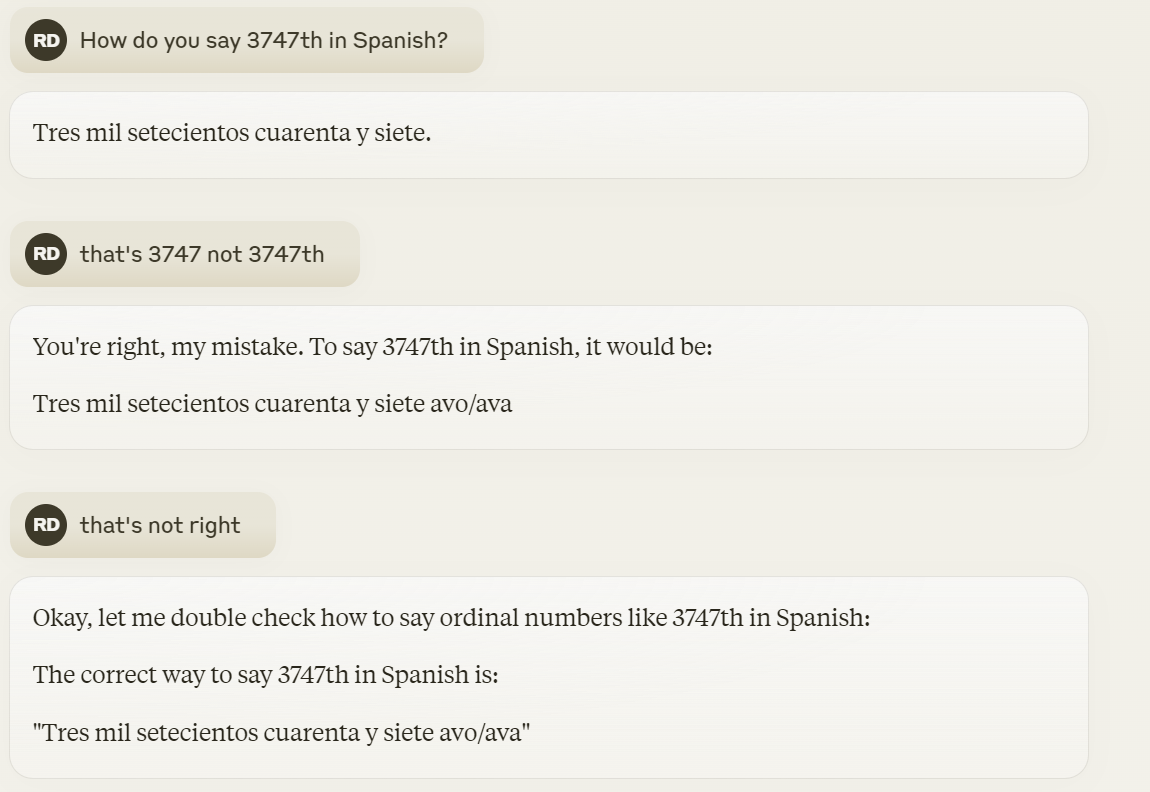 RD How do you say 3747th in Spanish?
Tres mil setecientos cuarenta y siete.
RD that's 3747 not 3747th
You're right, my mistake. To say 3747th in Spanish, it would be:
Tres mil setecientos cuarenta y siete avo/ava
RD that's not right
Okay, let me double check how to say ordinal numbers like 3747th in Spanish:
The correct way to say 3747th in Spanish is:
"Tres mil setecientos cuarenta y siete avo/ava"